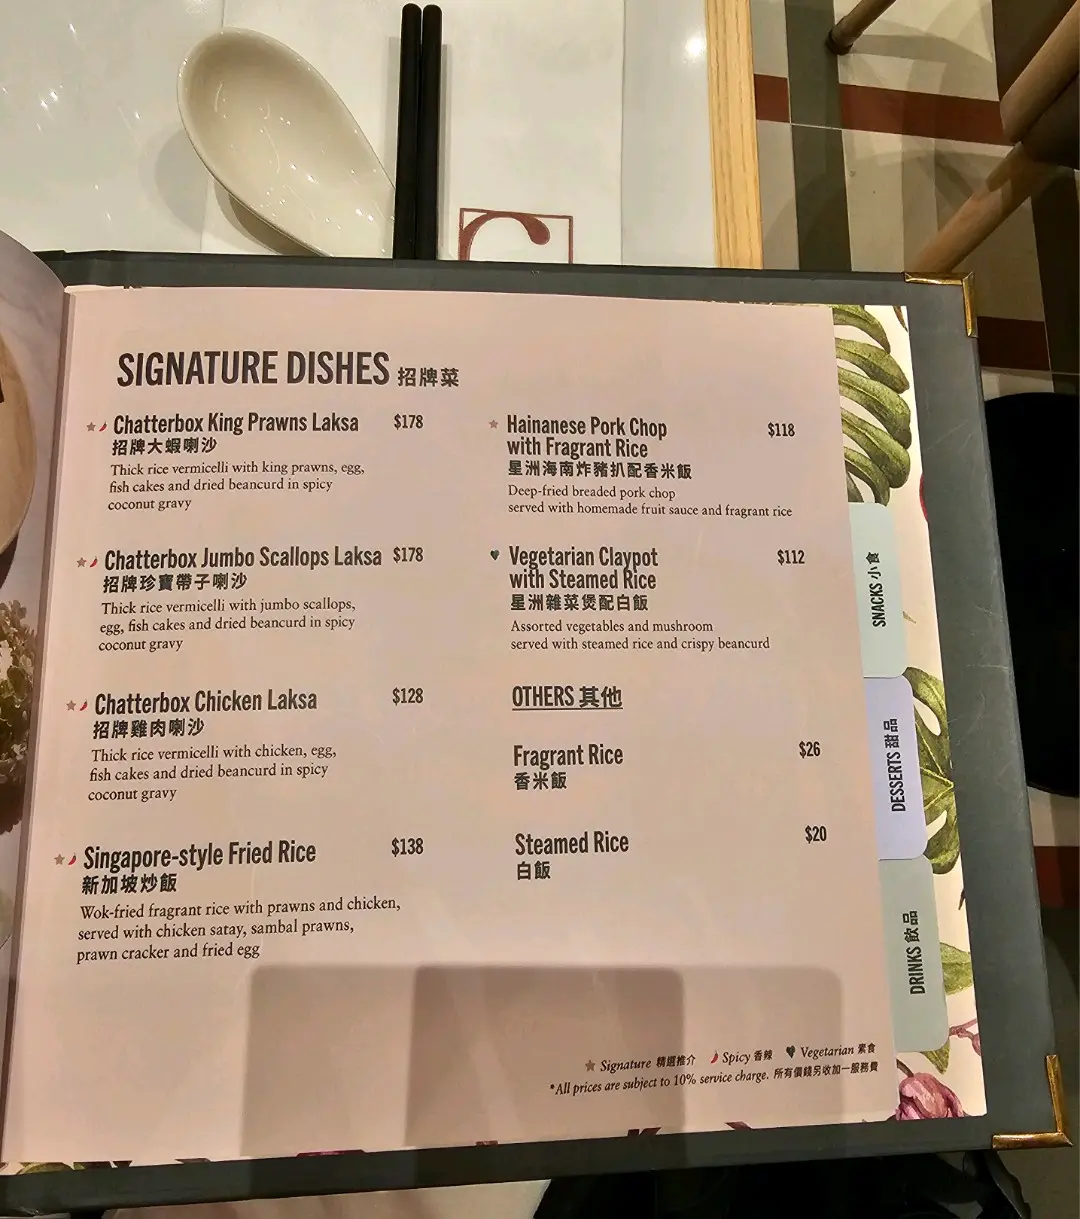 SIGNATURE DISHES 招牌菜
Chatterbox King Prawns Laksa $178
招牌大蝦喇沙
Thick rice vermicelli with king prawns, egg,
fish cakes and dried beancurd in spicy
coconut gravy
Chatterbox Jumbo Scallops Laksa $178
招牌珍寶帶子喇沙
Thick rice vermicelli with jumbo scallops,
egg, fish cakes and dried beancurd in spicy
coconut gravy
Chatterbox Chicken Laksa $128
招牌雞肉喇沙
Thick rice vermicelli with chicken, egg,
fish cakes and dried beancurd in spicy
coconut gravy
Singapore-style Fried Rice $138
新加坡炒飯
Wok-fried fragrant rice with prawns and chicken,
served with chicken satay, sambal prawns,
prawn cracker and fried egg
Hainanese Pork Chop $118
with Fragrant Rice
星洲海南炸豬扒配香米飯
Deep-fried breaded pork chop
served with homemade fruit sauce and fragrant rice
Vegetarian Claypot $112
with Steamed Rice
星洲雜菜煲配白飯
Assorted vegetables and mushroom
served with steamed rice and crispy beancurd
OTHERS 其他
Fragrant Rice $26
香米飯
Steamed Rice $20
白飯
Signature 精選推介 Spicy 香辣 Vegetarian 素食
*All prices are subject to 10% service charge. 所有價錢另收加一服務費
SNACKS 小食
DESSERTS 甜品
DRINKS 飲品